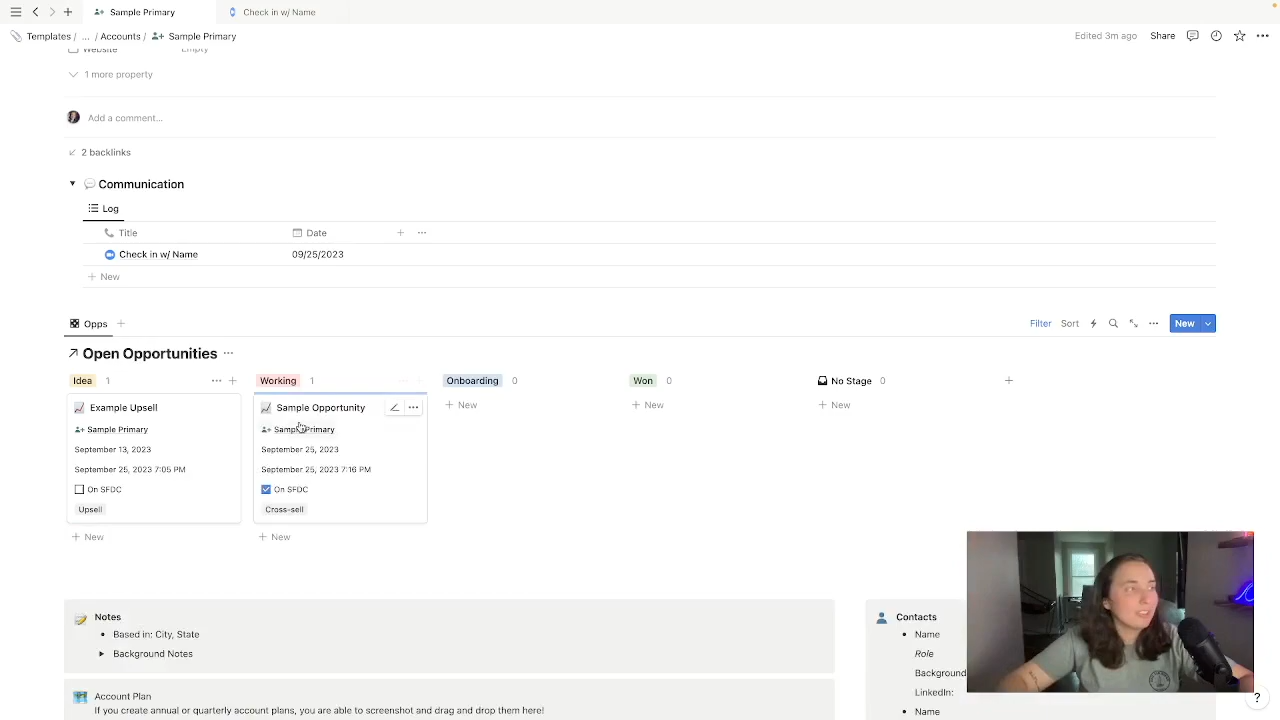 Sample Primary
Check in w/ Name
Templates / ... / Accounts / Sample Primary
Edited 3m ago
Share
Website Empty
1 more property
Add a comment...
2 backlinks
Communication
Log
Title Date
Check in w/ Name 09/25/2023
New
Opps
Filter Sort New
Open Opportunities
Idea 1 Working 1 Onboarding 0 Won 0 No Stage 0
Example Upsell
Sample Primary
September 13, 2023
September 25, 2023 7:05 PM
On SFDC
Upsell
New
Sample Opportunity
Sample Primary
September 25, 2023
September 25, 2023 7:16 PM
On SFDC
Cross-sell
New
New
New
New
Notes
Based in: City, State
Background Notes
Account Plan
If you create annual or quarterly account plans, you are able to screenshot and drag and drop them here!
Contacts
Name
Role
Background
LinkedIn:
Name
?